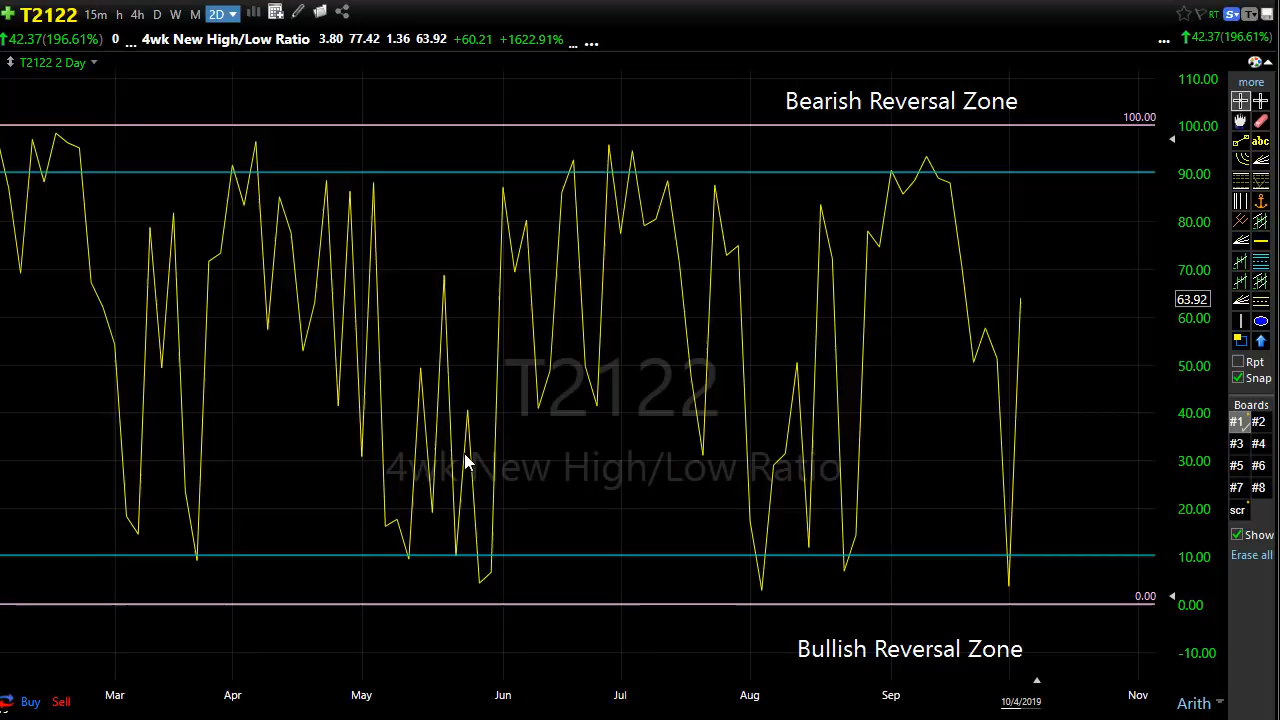 T2122 15m h 4h D W M 2D RT S T
42.37(196.61%) 0 ... 4wk New High/Low Ratio 3.80 77.42 1.36 63.92 +60.21 +1622.91% ... ... ... 42.37(196.61%)
T2122 2 Day
more
110.00
Bearish Reversal Zone
100.00
100.00
abc
90.00
80.00
70.00
63.92
60.00
Rpt
50.00
Snap
T2122
Boards
40.00
#1 #2
#3 #4
4wk New High/Low Ratio
30.00
#5 #6
#7 #8
20.00
scr
Show
10.00
Erase all
0.00
0.00
Bullish Reversal Zone
-10.00
Mar Apr May Jun Jul Aug Sep Nov
Buy Sell
10/4/2019
Arith